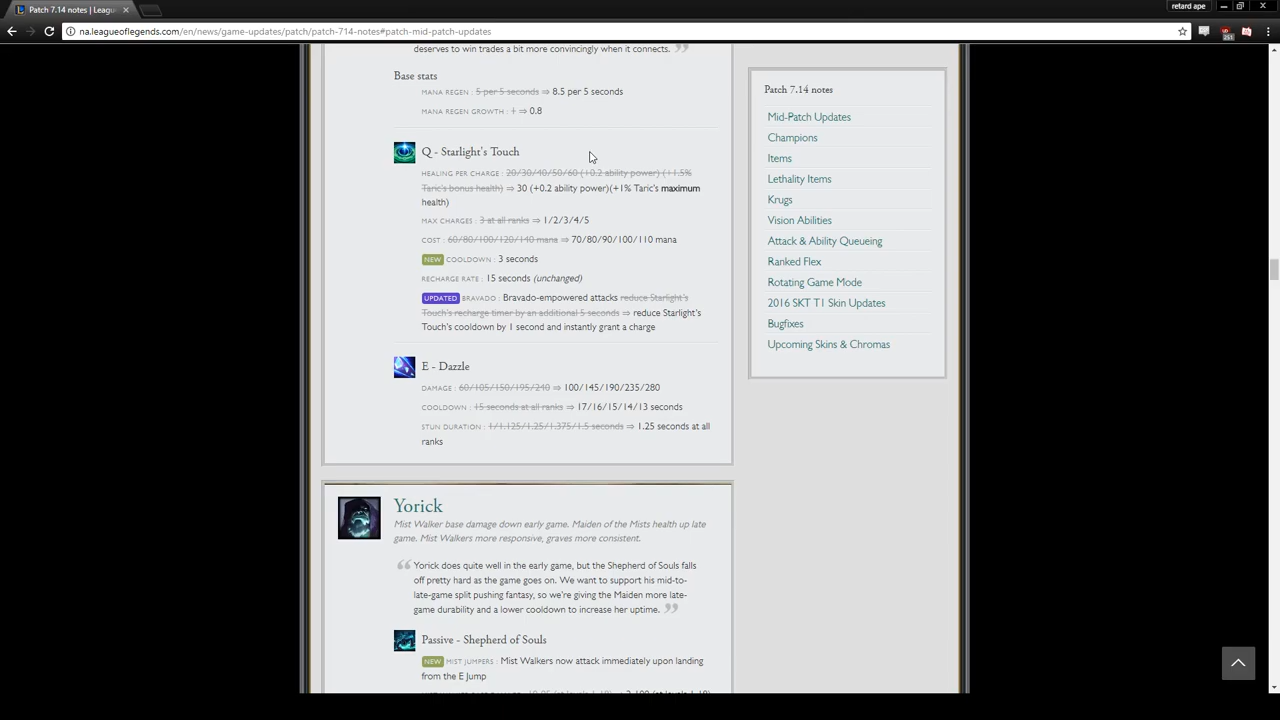 Patch 7.14 notes | Leagu
retard ape
na.leagueoflegends.com/en/news/game-updates/patch/patch-714-notes#patch-mid-patch-updates
251
deserves to win trades a bit more convincingly when it connects. ”
Base stats
MANA REGEN : 5 per 5 seconds ⇒ 8.5 per 5 seconds
MANA REGEN GROWTH : + ⇒ 0.8
Q - Starlight's Touch
HEALING PER CHARGE : 20/30/40/50/60 (+0.2 ability power) (+1.5%
Taric's bonus health) ⇒ 30 (+0.2 ability power)(+1% Taric's maximum
health)
MAX CHARGES : 3 at all ranks ⇒ 1/2/3/4/5
COST : 60/80/100/120/140 mana ⇒ 70/80/90/100/110 mana
NEW COOLDOWN : 3 seconds
RECHARGE RATE : 15 seconds (unchanged)
UPDATED BRAVADO : Bravado-empowered attacks reduce Starlight's
Touch's recharge timer by an additional 5 seconds ⇒ reduce Starlight's
Touch's cooldown by 1 second and instantly grant a charge
E - Dazzle
DAMAGE : 60/105/150/195/240 ⇒ 100/145/190/235/280
COOLDOWN : 15 seconds at all ranks ⇒ 17/16/15/14/13 seconds
STUN DURATION : 1/1.125/1.25/1.375/1.5 seconds ⇒ 1.25 seconds at all
ranks
Yorick
Mist Walker base damage down early game. Maiden of the Mists health up late
game. Mist Walkers more responsive, graves more consistent.
“ Yorick does quite well in the early game, but the Shepherd of Souls falls
off pretty hard as the game goes on. We want to support his mid-to-
late-game split pushing fantasy, so we're giving the Maiden more late-
game durability and a lower cooldown to increase her uptime. ”
Passive - Shepherd of Souls
NEW MIST JUMPERS : Mist Walkers now attack immediately upon landing
from the E Jump
Patch 7.14 notes
Mid-Patch Updates
Champions
Items
Lethality Items
Krugs
Vision Abilities
Attack & Ability Queueing
Ranked Flex
Rotating Game Mode
2016 SKT T1 Skin Updates
Bugfixes
Upcoming Skins & Chromas